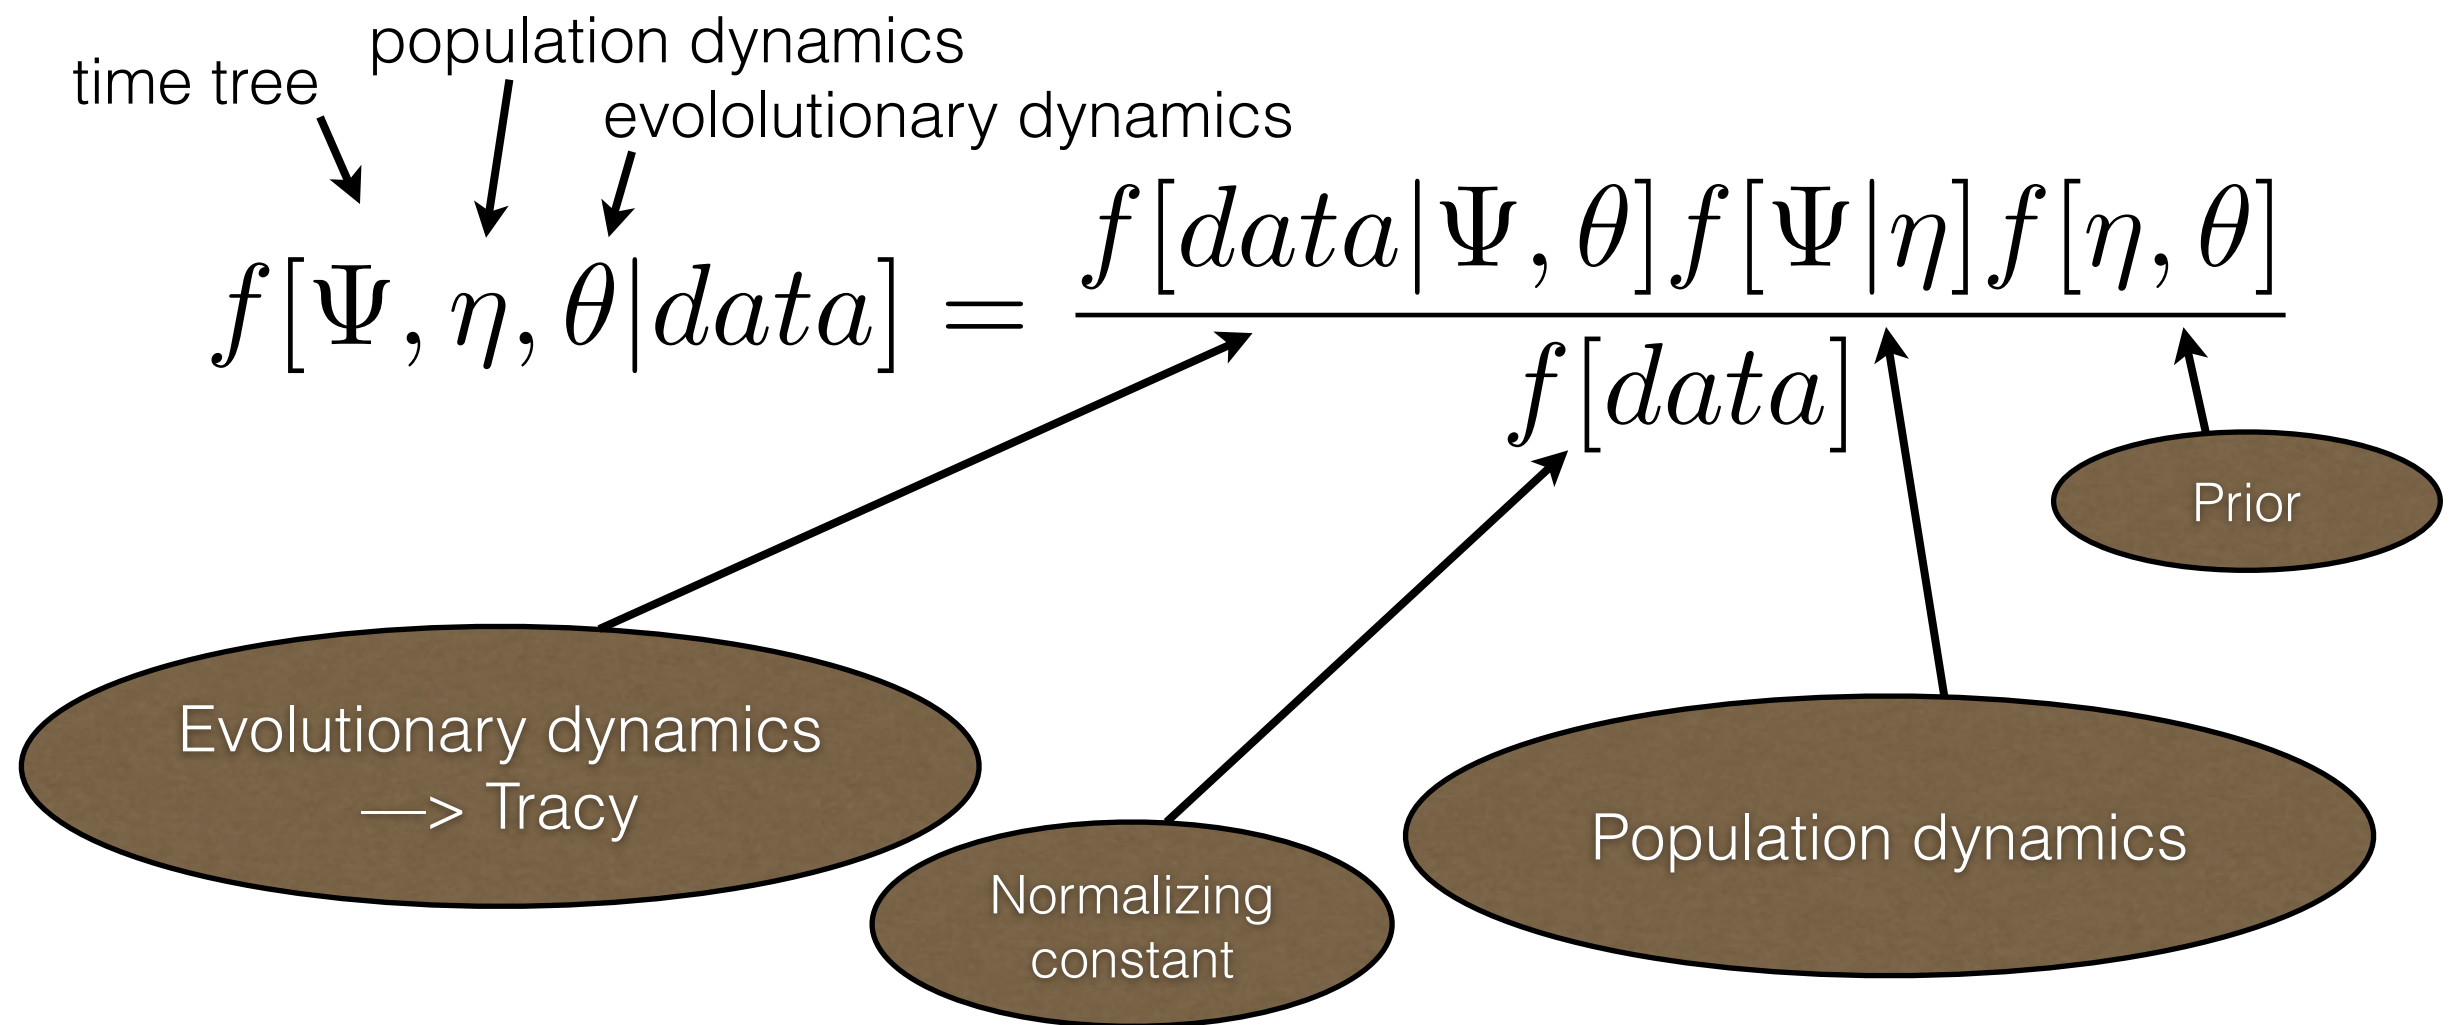 population dynamics
time tree
evololutionary dynamics
f[Ψ, η, θ|data] = f[data|Ψ, θ]f[Ψ|η]f[η, θ]
f[data]
Prior
Evolutionary dynamics
—> Tracy
Population dynamics
Normalizing
constant